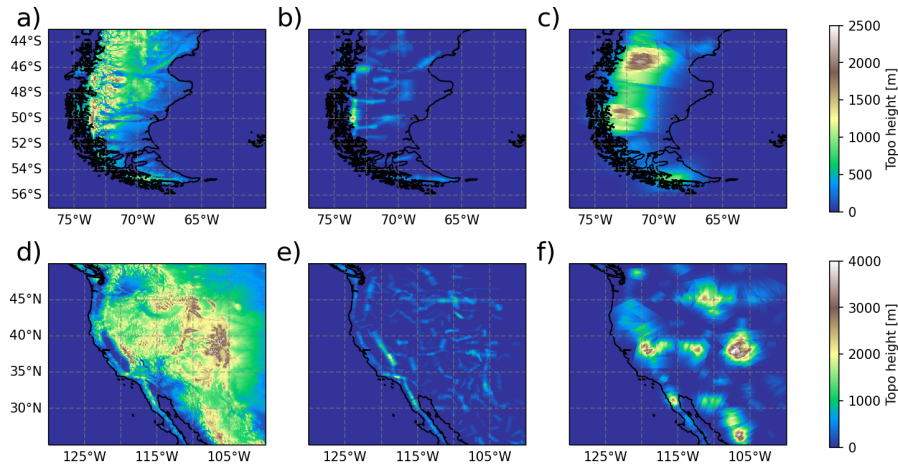 a)
b)
c)
44°S
46°S
48°S
50°S
52°S
54°S
56°S
75°W
70°W
65°W
75°W
70°W
65°W
75°W
70°W
65°W
2500
2000
1500
1000
500
0
Topo height [m]
d)
e)
f)
45°N
40°N
35°N
30°N
125°W
115°W
105°W
125°W
115°W
105°W
125°W
115°W
105°W
4000
3000
2000
1000
0
Topo height [m]